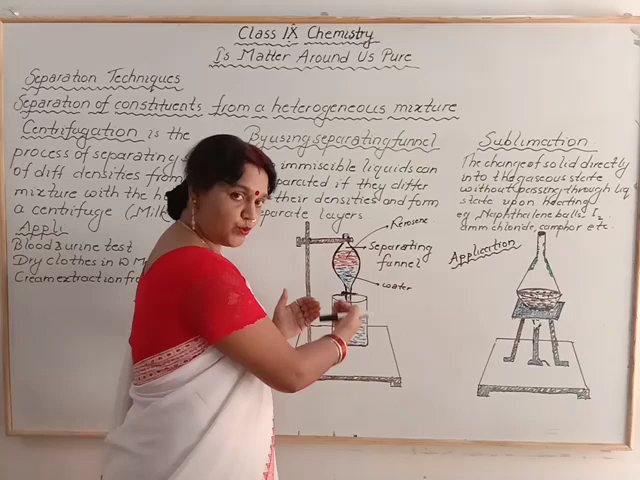 Class IX Chemistry
Is Matter Around Us Pure
Separation Techniques
Separation of constituents from a heterogeneous mixture
Centrifugation is the
process of separating
of diff densities from
mixture with the
a centrifuge (Milk
Appl:
Blood & urine test
Dry clothes in W M
Cream extraction
By using separating funnel
immiscible liquids can
if they differ
their densities and form
layers
Kerosene
Separating
funnel
water
Sublimation
The change of solid directly
into the gaseous state
without passing through liq
state upon heating
eg. Naphthalene balls, I2
amm chloride, camphor etc.
Application